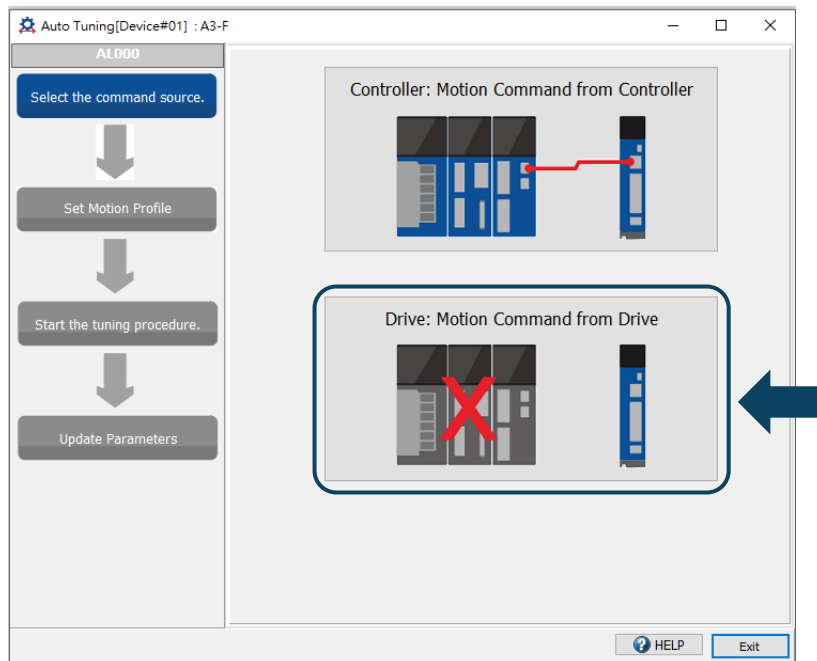 Auto Tuning[Device#01] : A3-F
AL000
Select the command source.
Set Motion Profile
Start the tuning procedure.
Update Parameters
Controller: Motion Command from Controller
Drive: Motion Command from Drive
HELP
Exit